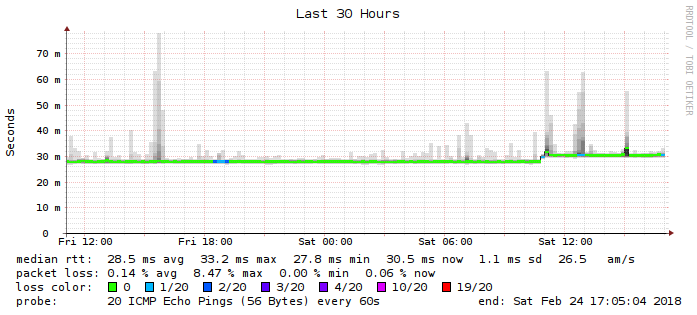 Last 30 Hours
RRDTOOL / TOBI OETIKER
Seconds
70 m
60 m
50 m
40 m
30 m
20 m
10 m
0
Fri 12:00 Fri 18:00 Sat 00:00 Sat 06:00 Sat 12:00
median rtt: 28.5 ms avg 33.2 ms max 27.8 ms min 30.5 ms now 1.1 ms sd 26.5 am/s
packet loss: 0.14 % avg 8.47 % max 0.00 % min 0.06 % now
loss color: 0 1/20 2/20 3/20 4/20 10/20 19/20
probe: 20 ICMP Echo Pings (56 Bytes) every 60s end: Sat Feb 24 17:05:04 2018